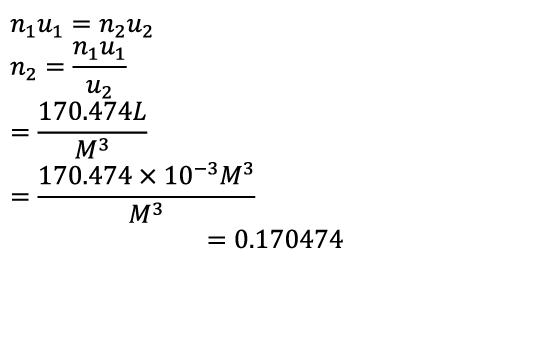 n₁u₁ = n₂u₂
n₂ = n₁u₁/u₂
= 170.474L/M³
= 170.474 × 10⁻³M³/M³
= 0.170474